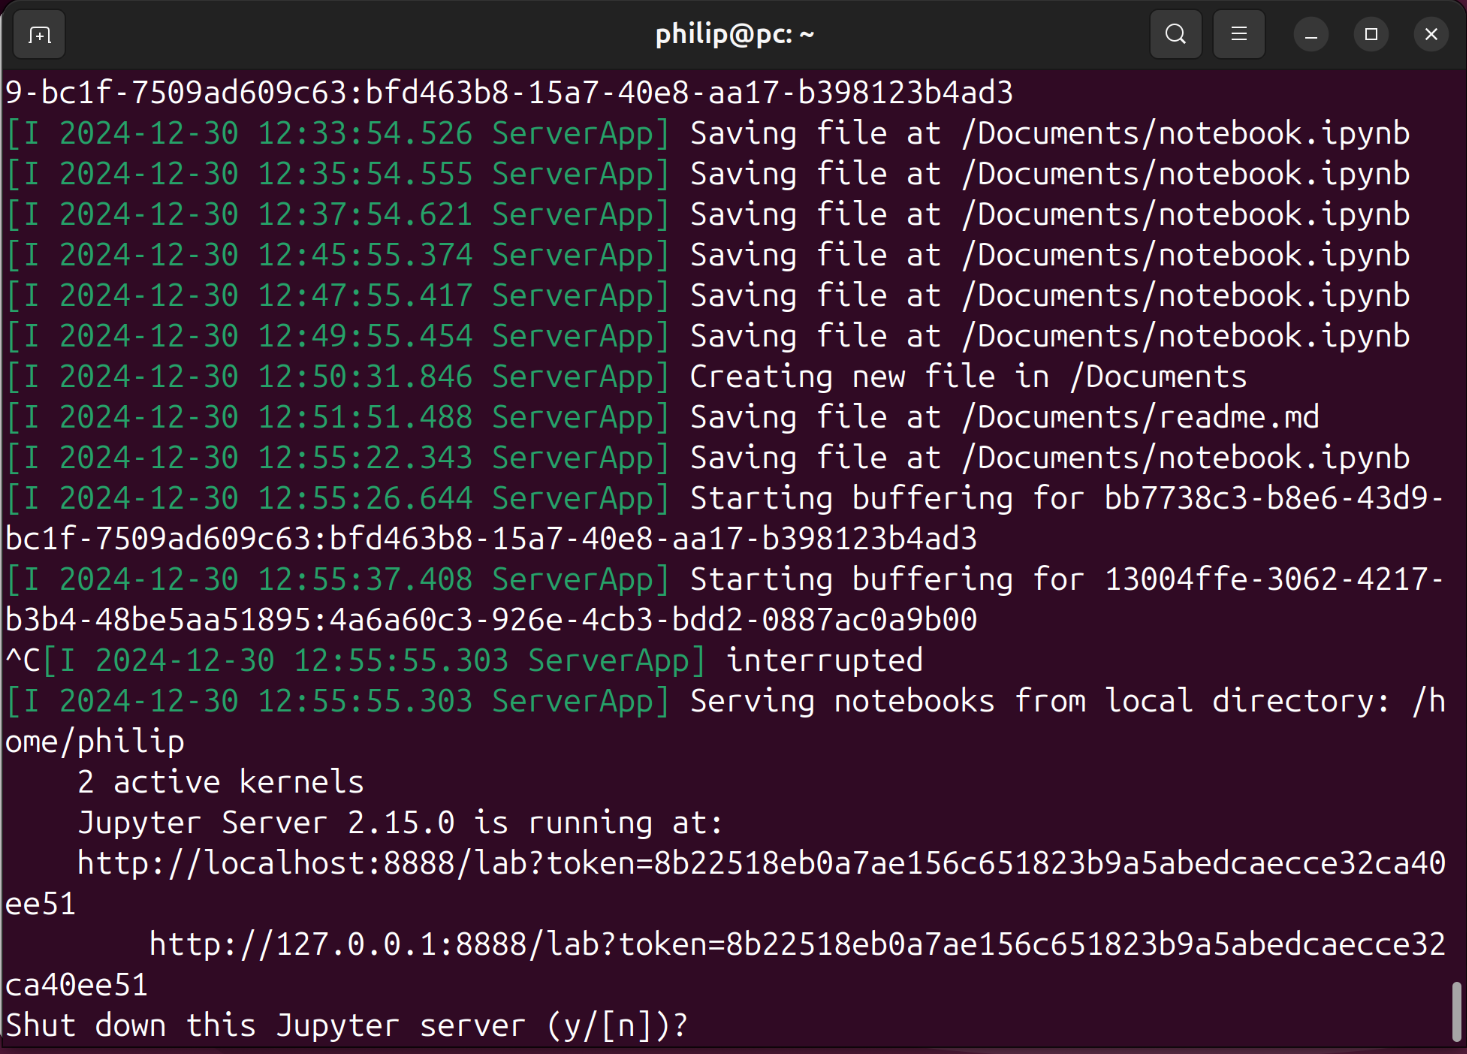 philip@pc: ~
9-bc1f-7509ad609c63:bfd463b8-15a7-40e8-aa17-b398123b4ad3
[I 2024-12-30 12:33:54.526 ServerApp] Saving file at /Documents/notebook.ipynb
[I 2024-12-30 12:35:54.555 ServerApp] Saving file at /Documents/notebook.ipynb
[I 2024-12-30 12:37:54.621 ServerApp] Saving file at /Documents/notebook.ipynb
[I 2024-12-30 12:45:55.374 ServerApp] Saving file at /Documents/notebook.ipynb
[I 2024-12-30 12:47:55.417 ServerApp] Saving file at /Documents/notebook.ipynb
[I 2024-12-30 12:49:55.454 ServerApp] Saving file at /Documents/notebook.ipynb
[I 2024-12-30 12:50:31.846 ServerApp] Creating new file in /Documents
[I 2024-12-30 12:51:51.488 ServerApp] Saving file at /Documents/readme.md
[I 2024-12-30 12:55:22.343 ServerApp] Saving file at /Documents/notebook.ipynb
[I 2024-12-30 12:55:26.644 ServerApp] Starting buffering for bb7738c3-b8e6-43d9-
bc1f-7509ad609c63:bfd463b8-15a7-40e8-aa17-b398123b4ad3
[I 2024-12-30 12:55:37.408 ServerApp] Starting buffering for 13004ffe-3062-4217-
b3b4-48be5aa51895:4a6a60c3-926e-4cb3-bdd2-0887ac0a9b00
^C[I 2024-12-30 12:55:55.303 ServerApp] interrupted
[I 2024-12-30 12:55:55.303 ServerApp] Serving notebooks from local directory: /h
ome/philip
    2 active kernels
    Jupyter Server 2.15.0 is running at:
    http://localhost:8888/lab?token=8b22518eb0a7ae156c651823b9a5abedcaecce32ca40
ee51
        http://127.0.0.1:8888/lab?token=8b22518eb0a7ae156c651823b9a5abedcaecce32
ca40ee51
Shut down this Jupyter server (y/[n])?